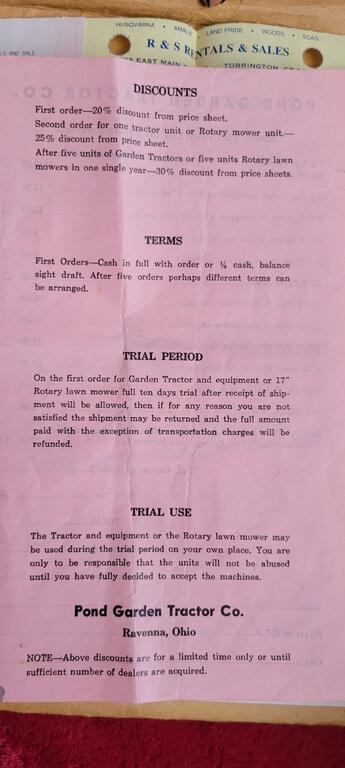 HUSQVARNA • AMALIE • LAND PRIDE • WOODS • SCAG
R & S RENTALS & SALES
EAST MAIN
TORRINGTON, CT
AND SALE
DISCOUNTS
First order—20% discount from price sheet.
Second order for one tractor unit or Rotary mower unit.—
25% discount from price sheet.
After five units of Garden Tractors or five units Rotary lawn
mowers in one single year—30% discount from price sheets.
TERMS
First Orders—Cash in full with order or ¼ cash, balance
sight draft. After five orders perhaps different terms can
be arranged.
TRIAL PERIOD
On the first order for Garden Tractor and equipment or 17"
Rotary lawn mower full ten days trial after receipt of ship-
ment will be allowed, then if for any reason you are not
satisfied the shipment may be returned and the full amount
paid with the exception of transportation charges will be
refunded.
TRIAL USE
The Tractor and equipment or the Rotary lawn mower may
be used during the trial period on your own place. You are
only to be responsible that the units will not be abused
until you have fully decided to accept the machines.
Pond Garden Tractor Co.
Ravenna, Ohio
NOTE—Above discounts are for a limited time only or until
sufficient number of dealers are acquired.